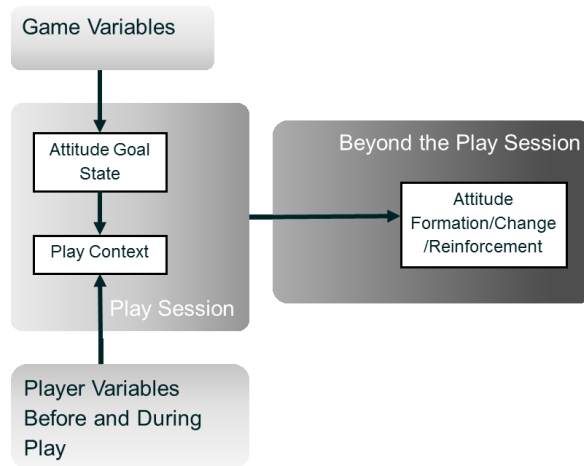 Game Variables
Attitude Goal
State
Play Context
Play Session
Player Variables
Before and During
Play
Beyond the Play Session
Attitude
Formation/Change
/Reinforcement